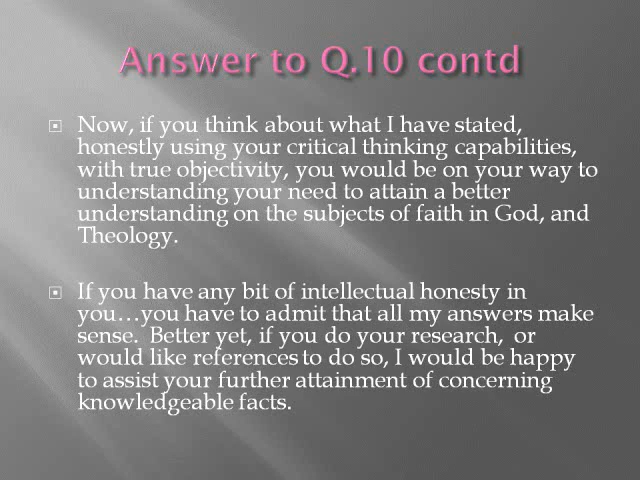 Answer to Q.10 contd
Now, if you think about what I have stated,
honestly using your critical thinking capabilities,
with true objectivity, you would be on your way to
understanding your need to attain a better
understanding on the subjects of faith in God, and
Theology.
If you have any bit of intellectual honesty in
you…you have to admit that all my answers make
sense. Better yet, if you do your research, or
would like references to do so, I would be happy
to assist your further attainment of concerning
knowledgeable facts.